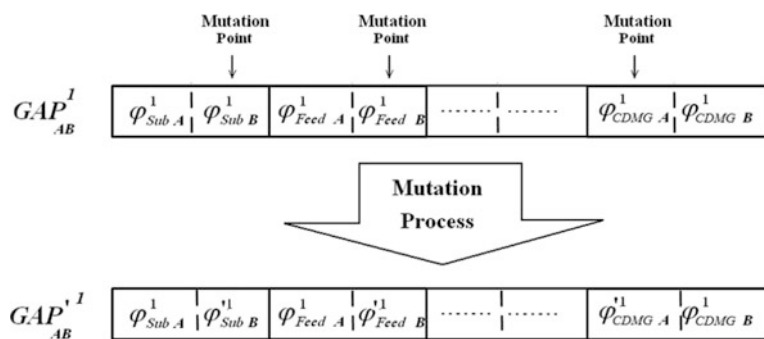 Mutation Mutation Mutation
Point Point Point
GAP^1_AB φ^1_Sub A φ^1_Sub B φ^1_Feed A φ^1_Feed B ........ ........ φ^1_CDMG A φ^1_CDMG B
Mutation
Process
GAP'^1_AB φ^1_Sub A φ'^1_Sub B φ^1_Feed A φ'^1_Feed B ........ ........ φ'^1_CDMG A φ^1_CDMG B